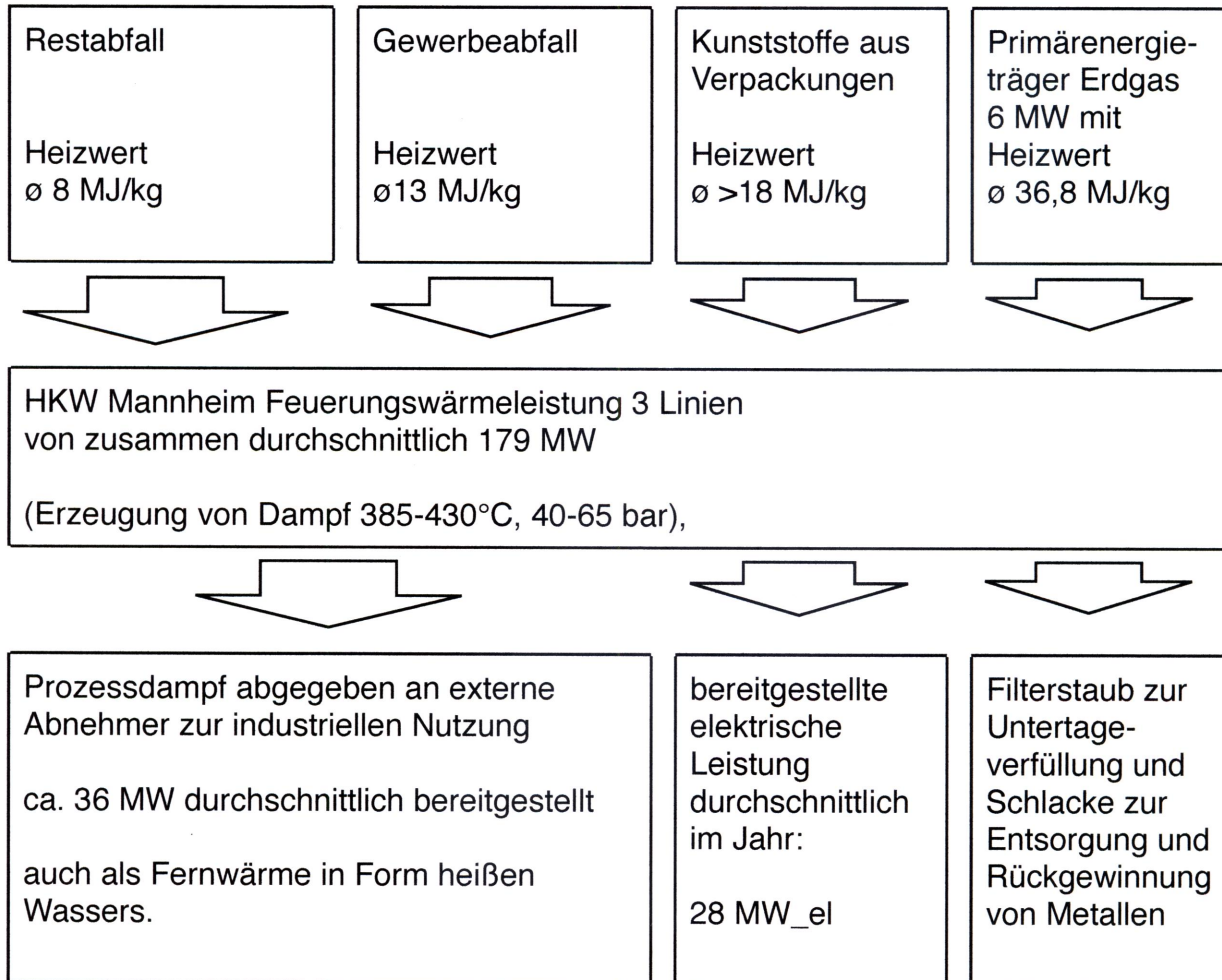 Restabfall
Heizwert
ø 8 MJ/kg
Gewerbeabfall
Heizwert
ø13 MJ/kg
Kunststoffe aus
Verpackungen
Heizwert
ø >18 MJ/kg
Primärenergie-
träger Erdgas
6 MW mit
Heizwert
ø 36,8 MJ/kg
HKW Mannheim Feuerungswärmeleistung 3 Linien
von zusammen durchschnittlich 179 MW
(Erzeugung von Dampf 385-430°C, 40-65 bar),
Prozessdampf abgegeben an externe
Abnehmer zur industriellen Nutzung
ca. 36 MW durchschnittlich bereitgestellt
auch als Fernwärme in Form heißen
Wassers.
bereitgestellte
elektrische
Leistung
durchschnittlich
im Jahr:
28 MW_el
Filterstaub zur
Untertage-
verfüllung und
Schlacke zur
Entsorgung und
Rückgewinnung
von Metallen